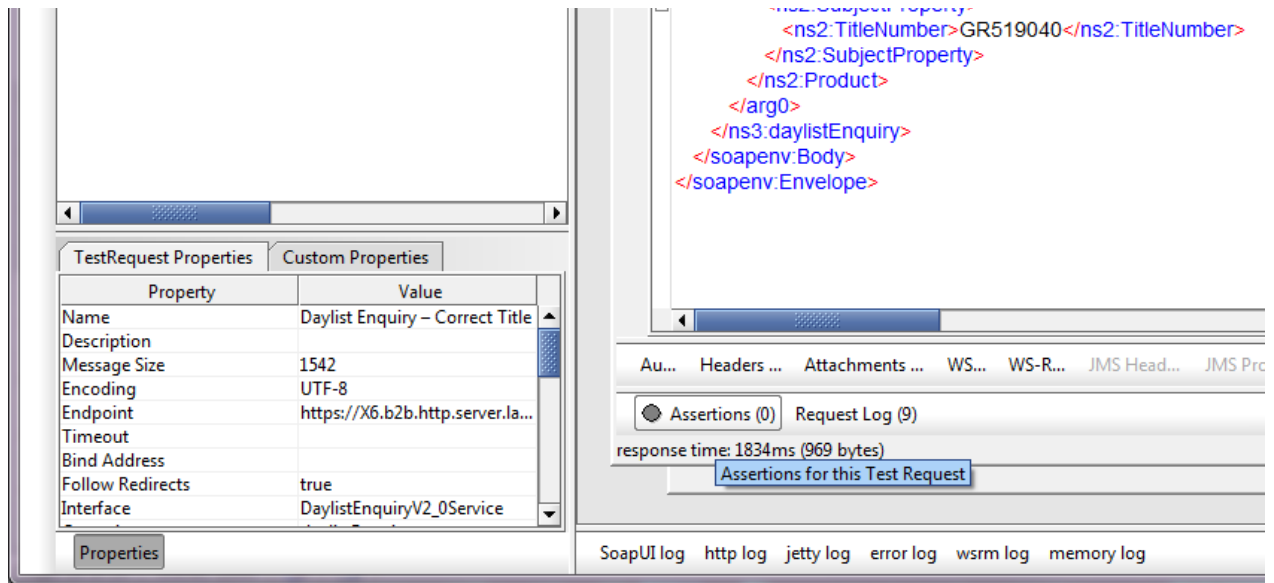 <ns2:SubjectProperty>
<ns2:TitleNumber>GR519040</ns2:TitleNumber>
</ns2:SubjectProperty>
</ns2:Product>
</arg0>
</ns3:daylistEnquiry>
</soapenv:Body>
</soapenv:Envelope>
TestRequest Properties Custom Properties
Property Value
Name Daylist Enquiry – Correct Title
Description
Message Size 1542
Encoding UTF-8
Endpoint https://X6.b2b.http.server.la...
Timeout
Bind Address
Follow Redirects true
Interface DaylistEnquiryV2_0Service
Properties
Au... Headers ... Attachments ... WS... WS-R... JMS Head... JMS Pro
Assertions (0) Request Log (9)
response time: 1834ms (969 bytes)
Assertions for this Test Request
SoapUI log http log jetty log error log wsrm log memory log